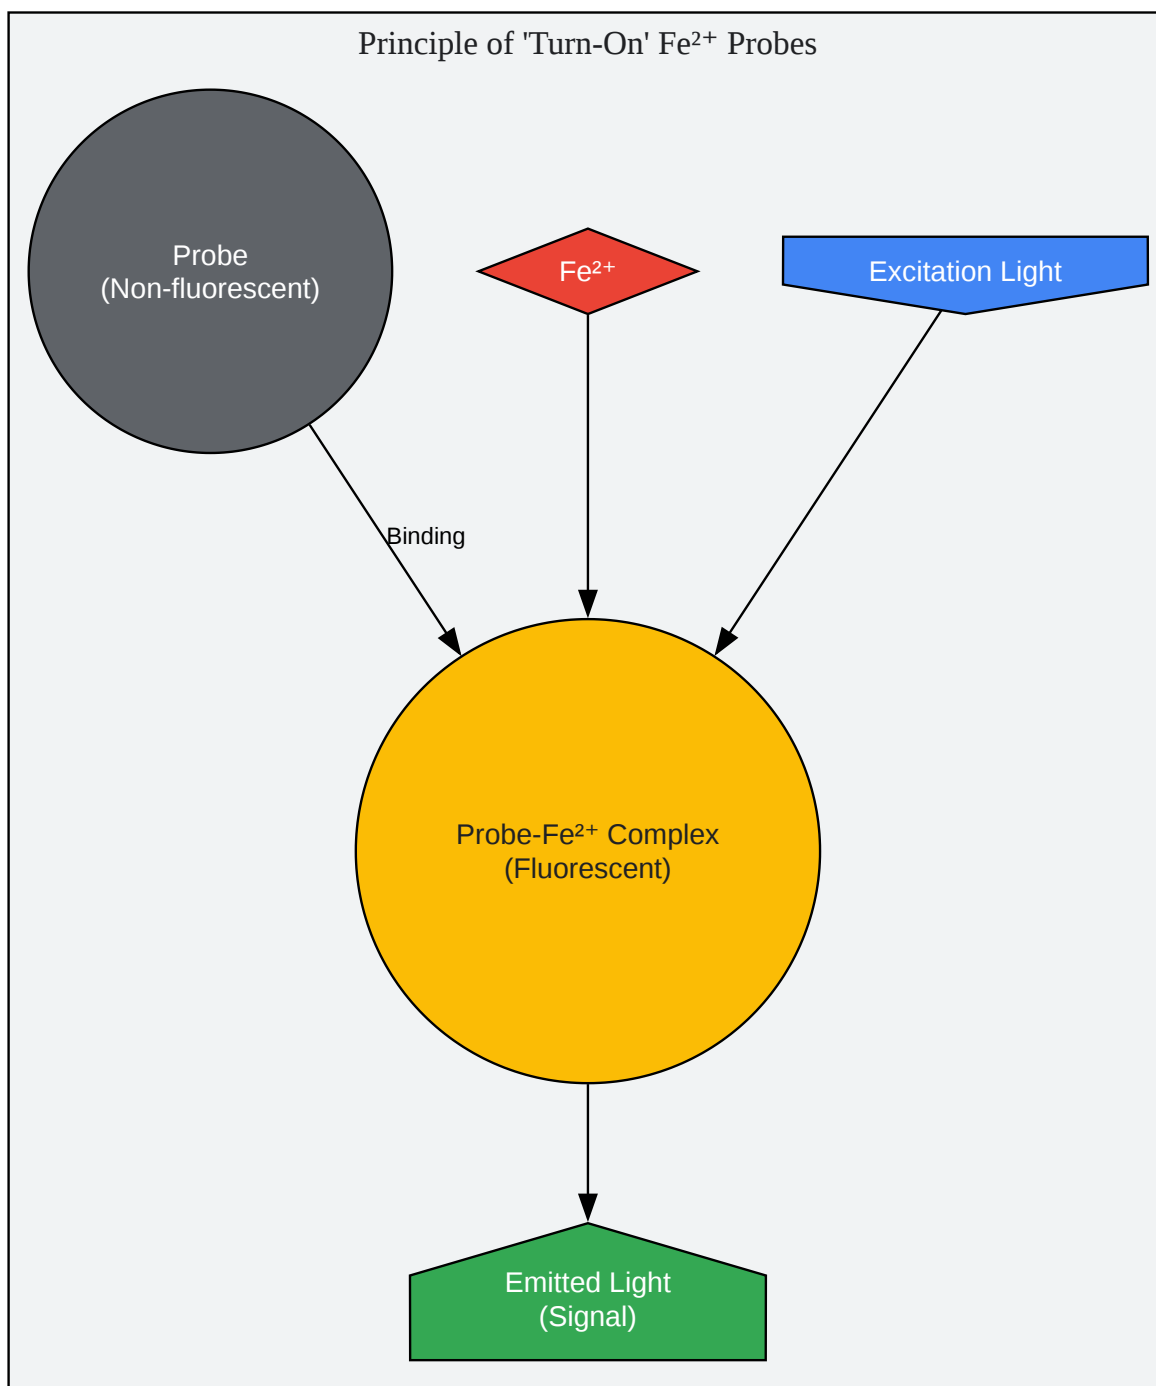 Principle of 'Turn-On' Fe²⁺ Probes
Probe
(Non-fluorescent)
Fe²⁺
Excitation Light
Binding
Probe-Fe²⁺ Complex
(Fluorescent)
Emitted Light
(Signal)